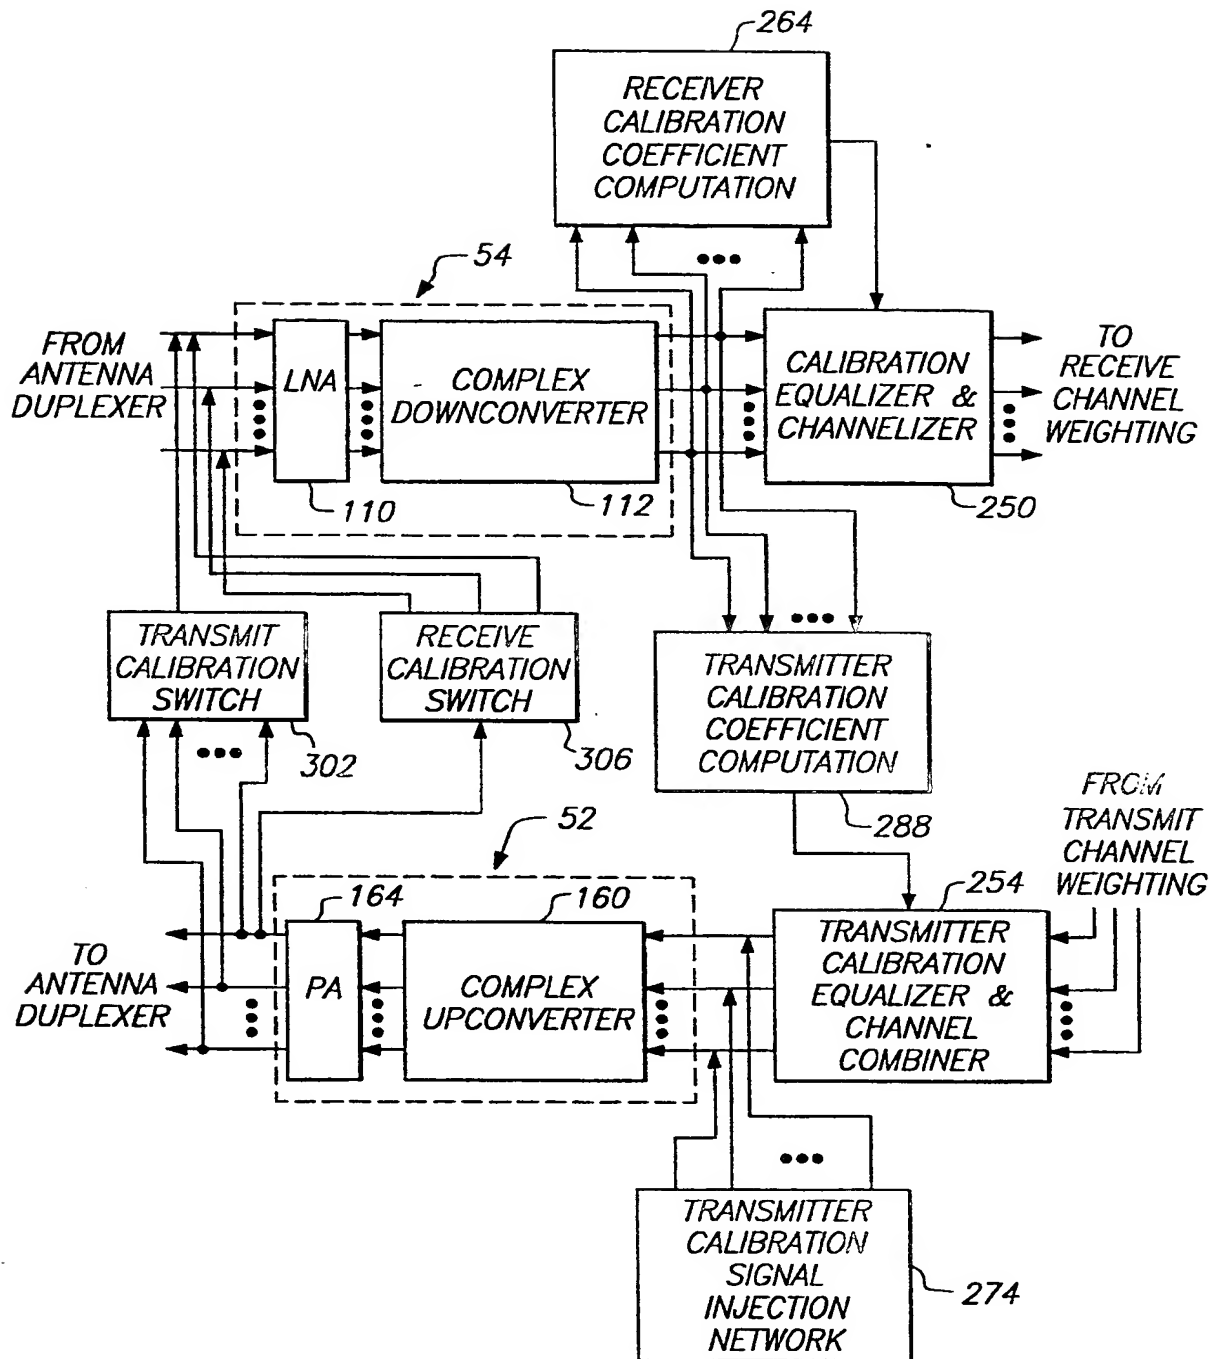 264
RECEIVER
CALIBRATION
COEFFICIENT
COMPUTATION
54
FROM
ANTENNA
DUPLEXER
LNA
COMPLEX
DOWNCONVERTER
CALIBRATION
EQUALIZER &
CHANNELIZER
TO
RECEIVE
CHANNEL
WEIGHTING
110
112
250
TRANSMIT
CALIBRATION
SWITCH
302
RECEIVE
CALIBRATION
SWITCH
306
TRANSMITTER
CALIBRATION
COEFFICIENT
COMPUTATION
288
FROM
TRANSMIT
CHANNEL
WEIGHTING
52
164
160
254
TO
ANTENNA
DUPLEXER
PA
COMPLEX
UPCONVERTER
TRANSMITTER
CALIBRATION
EQUALIZER &
CHANNEL
COMBINER
TRANSMITTER
CALIBRATION
SIGNAL
INJECTION
NETWORK
274